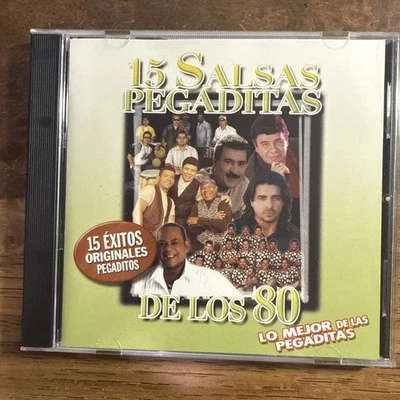 15 SALSAS
PEGADITAS
15 ÉXITOS
ORIGINALES
PEGADITOS
DE LOS 80
LO MEJOR DE LAS
PEGADITAS